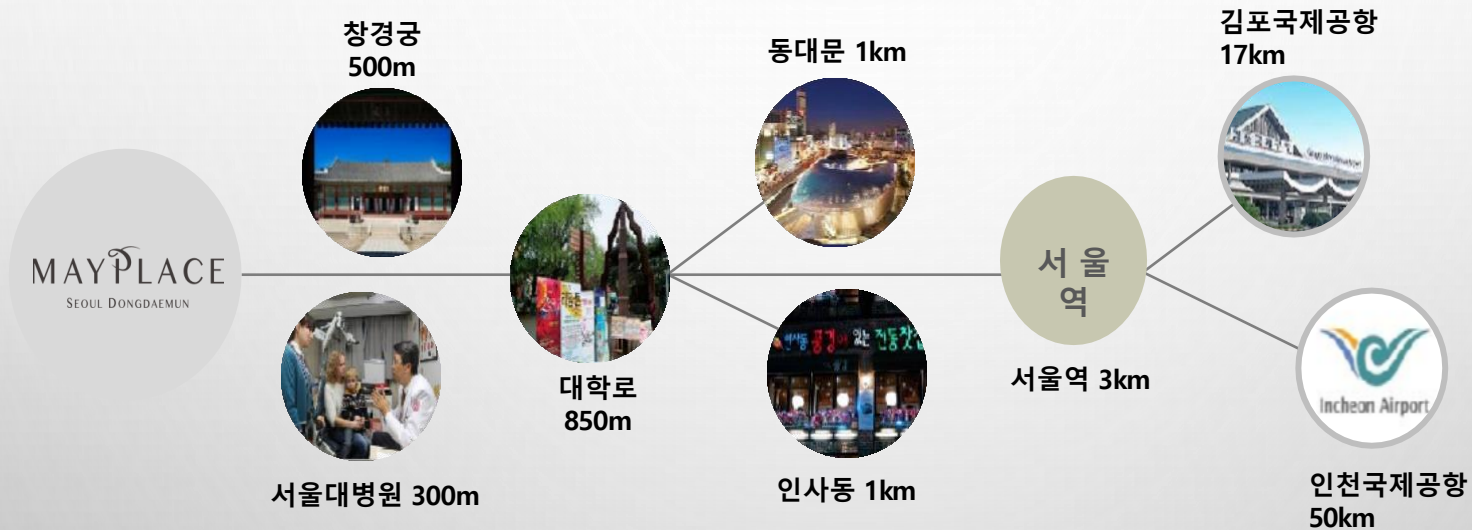 창경궁
500m
동대문 1km
김포국제공항
17km
MAYPLACE
SEOUL DONGDAEMUN
서 울
역
대학로
850m
서울역 3km
Incheon Airport
서울대병원 300m
인사동 1km
인천국제공항
50km